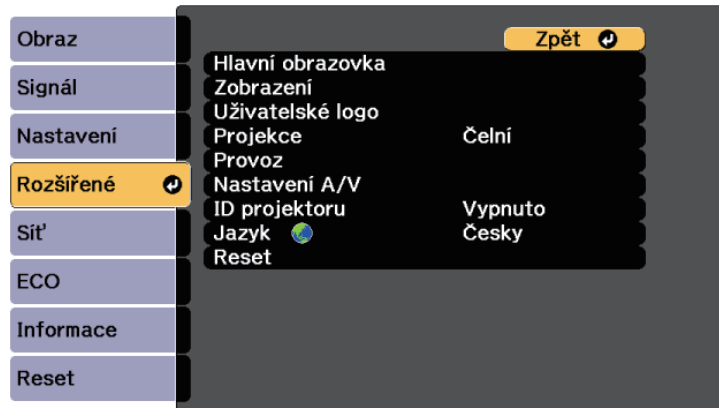 Obraz
Signál
Nastavení
Rozšířené
Síť
ECO
Informace
Reset
Zpět
Hlavní obrazovka
Zobrazení
Uživatelské logo
Projekce Čelní
Provoz
Nastavení A/V
ID projektoru Vypnuto
Jazyk Česky
Reset